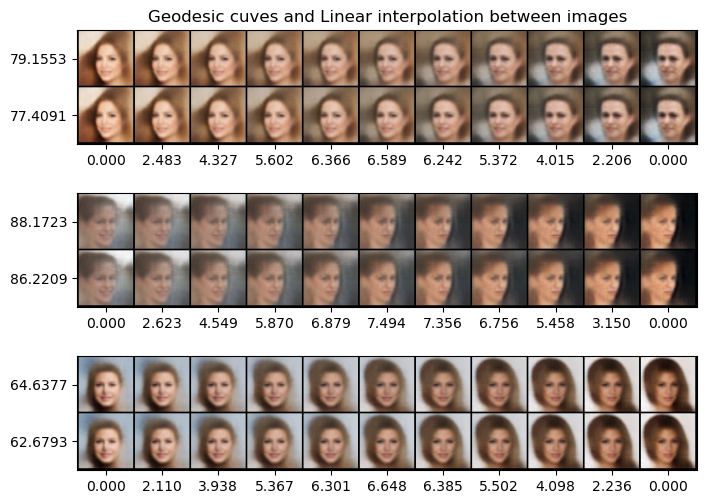 Geodesic cuves and Linear interpolation between images
79.1553
77.4091
0.000 2.483 4.327 5.602 6.366 6.589 6.242 5.372 4.015 2.206 0.000
88.1723
86.2209
0.000 2.623 4.549 5.870 6.879 7.494 7.356 6.756 5.458 3.150 0.000
64.6377
62.6793
0.000 2.110 3.938 5.367 6.301 6.648 6.385 5.502 4.098 2.236 0.000